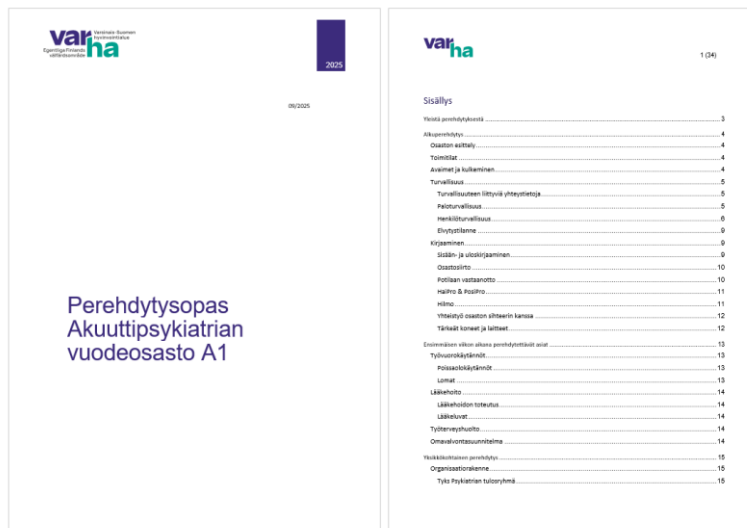 varha
Varsinais-Suomen
hyvinvointialue
Egentliga Finlands
välfärdsområde
2025
09/2025
Perehdytysopas
Akuuttipsykiatrian
vuodeosasto A1
varha
1 (34)
Sisällys
Yleistä perehdytyksestä 3
Alkuperehdytys 4
Osaston esittely 4
Toimitilat 4
Avaimet ja kulkeminen 4
Turvallisuus 5
Turvallisuuteen liittyviä yhteystietoja 5
Paloturvallisuus 5
Henkilöturvallisuus 6
Elvytystilanne 9
Kirjaaminen 9
Sisään- ja uloskirjaaminen 9
Osastosiirto 10
Potilaan vastaanotto 10
HaiPro & PosiPro 11
Hilmo 11
Yhteistyö osaston sihteerin kanssa 12
Tärkeät koneet ja laitteet 12
Ensimmäisen viikon aikana perehdytettävät asiat 13
Työvuorokäytännöt 13
Poissaolokäytännöt 13
Lomat 13
Lääkehoito 14
Lääkehoidon toteutus 14
Lääkeluvat 14
Työterveyshuolto 14
Omavalvontasuunnitelma 14
Yksikkökohtainen perehdytys 15
Organisaatiorakenne 15
Tyks Psykiatrian tulosryhmä 15